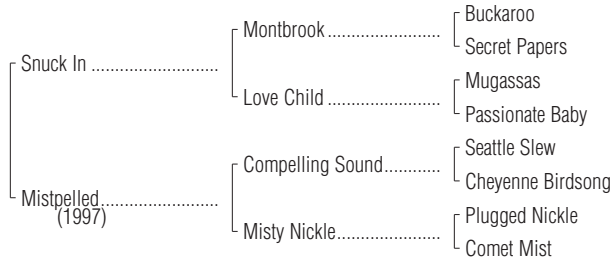 Buckaroo
Montbrook ............................
Secret Papers
Snuck In ................................
Mugassas
Love Child ............................
Passionate Baby
Seattle Slew
Compelling Sound..............
Cheyenne Birdsong
Mistpelled..............................
(1997)
Plugged Nickle
Misty Nickle..........................
Comet Mist